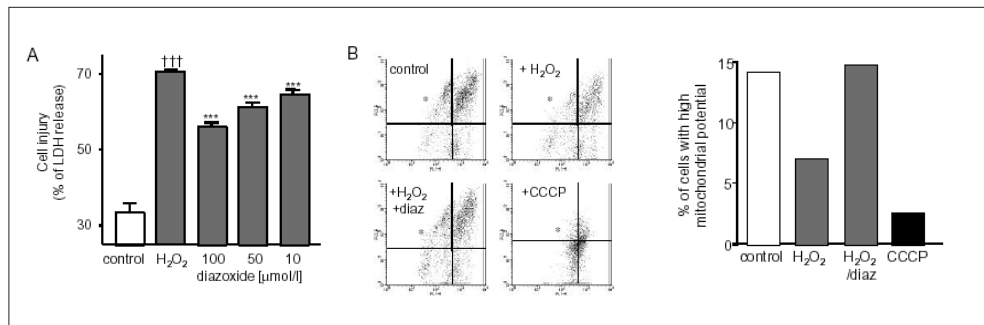 A
Cell injury
(% of LDH release)
70
50
30
†††
***
***
***
control
H₂O₂
100
50
10
diazoxide [µmol/l]
B
control
*
+ H₂O₂
*
+H₂O₂
+diaz
*
+CCCP
*
% of cells with high
mitochondrial potential
15
10
5
0
control
H₂O₂
H₂O₂
/diaz
CCCP